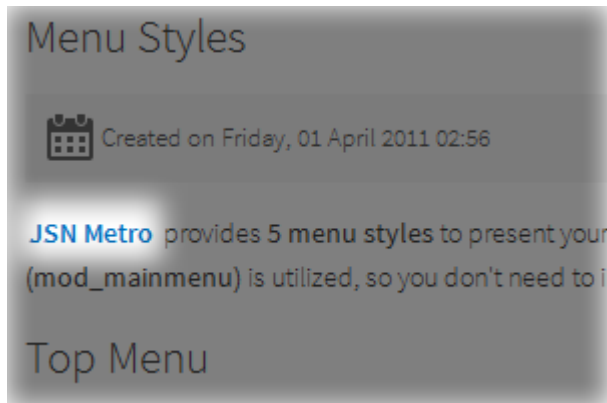 Menu Styles
Created on Friday, 01 April 2011 02:56
JSN Metro provides 5 menu styles to present your
(mod_mainmenu) is utilized, so you don't need to i
Top Menu